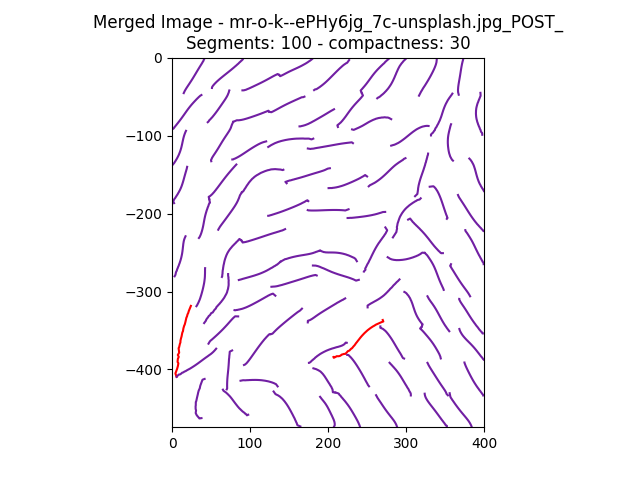 Merged Image - mr-o-k--ePHy6jg_7c-unsplash.jpg_POST_
Segments: 100 - compactness: 30
0
−100
−200
−300
−400
0 100 200 300 400